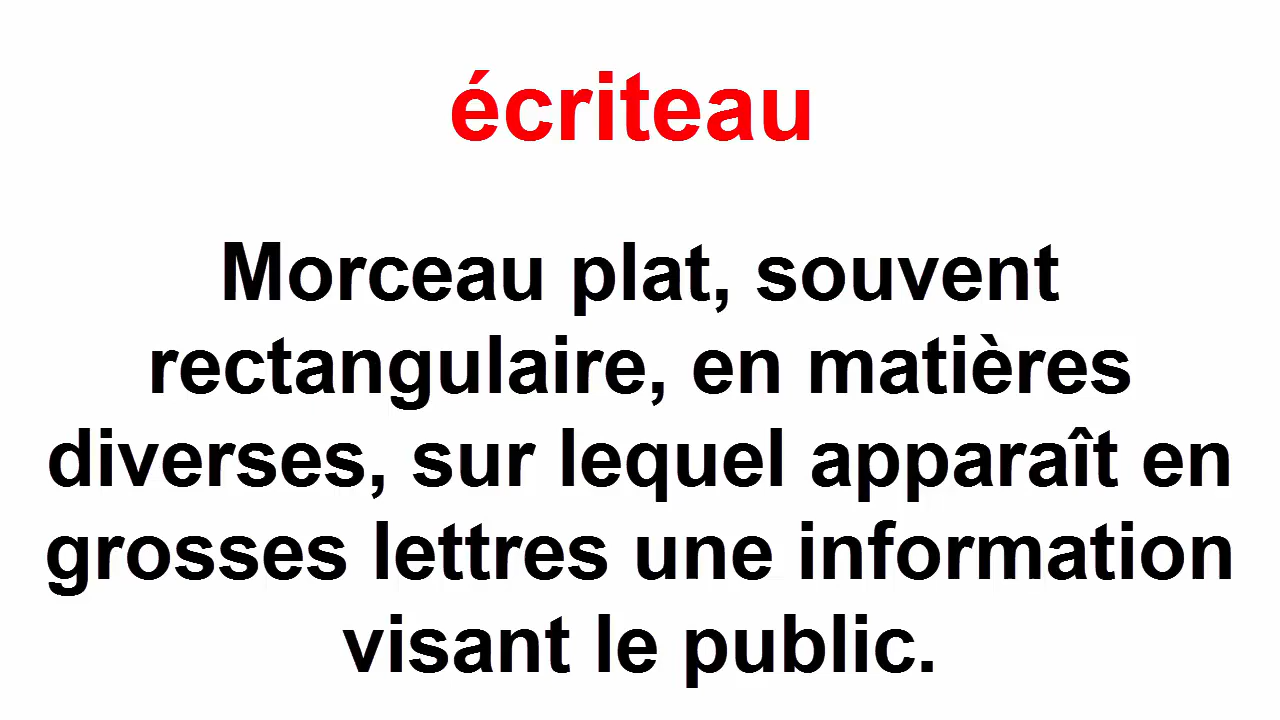 écriteau
Morceau plat, souvent
rectangulaire, en matières
diverses, sur lequel apparaît en
grosses lettres une information
visant le public.